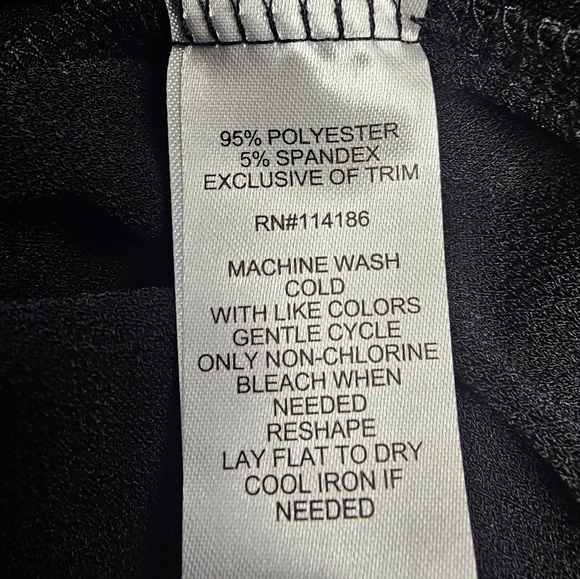 95% POLYESTER
5% SPANDEX
EXCLUSIVE OF TRIM
RN#114186
MACHINE WASH
COLD
WITH LIKE COLORS
GENTLE CYCLE
ONLY NON-CHLORINE
BLEACH WHEN
NEEDED
RESHAPE
LAY FLAT TO DRY
COOL IRON IF
NEEDED